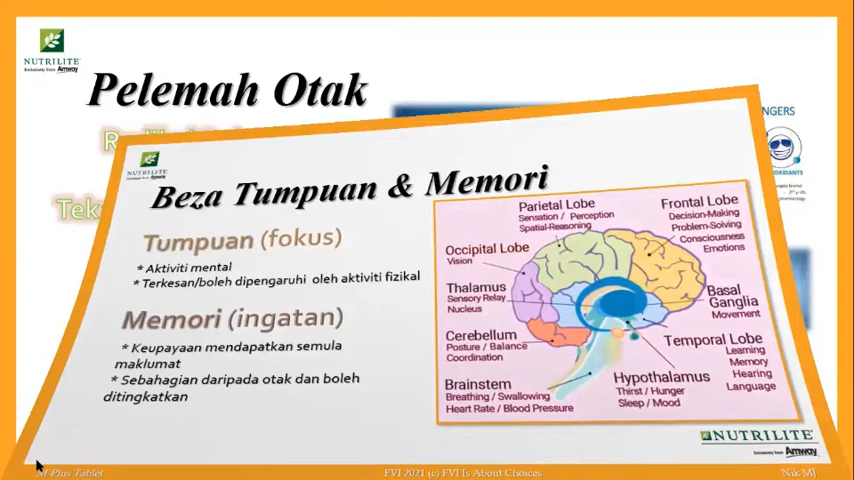 NUTRILITE
Exclusively from Amway
Pelemah Otak
NUTRILITE
Beza Tumpuan & Memori
Tumpuan (fokus)
* Aktiviti mental
* Terkesan/boleh dipengaruhi oleh aktiviti fizikal
Memori (ingatan)
* Keupayaan mendapatkan semula
maklumat
* Sebahagian daripada otak dan boleh
ditingkatkan
Parietal Lobe
Sensation / Perception
Spatial-Reasoning
Frontal Lobe
Decision-Making
Problem-Solving
Consciousness
Emotions
Occipital Lobe
Vision
Thalamus
Sensory Relay
Nucleus
Basal
Ganglia
Movement
Cerebellum
Posture / Balance
Coordination
Temporal Lobe
Learning
Memory
Hearing
Language
Brainstem
Breathing / Swallowing
Heart Rate / Blood Pressure
Hypothalamus
Thirst / Hunger
Sleep / Mood
NUTRILITE
Exclusively from Amway
M-Plus Tablet
FVI 2021 (c) FVI Is About Choices
Nik MJ